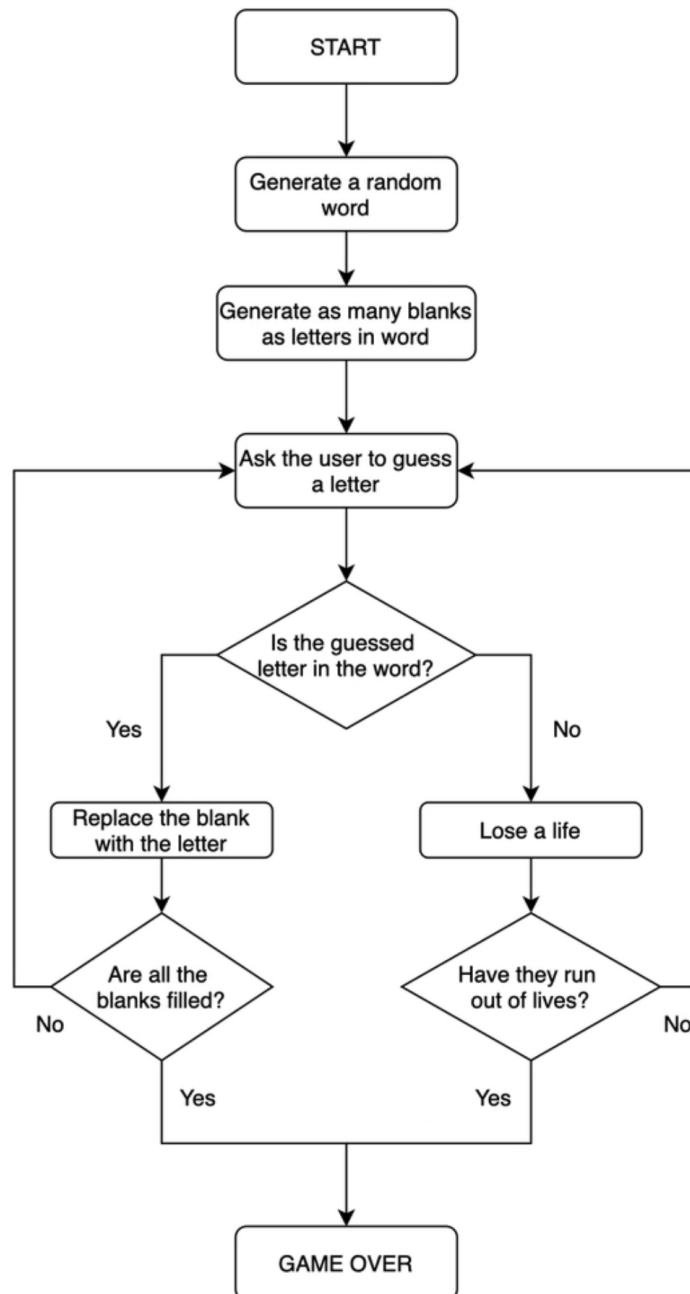 START
Generate a random
word
Generate as many blanks
as letters in word
Ask the user to guess
a letter
Is the guessed
letter in the word?
Yes
No
Replace the blank
with the letter
Lose a life
Are all the
blanks filled?
Have they run
out of lives?
No
No
Yes
Yes
GAME OVER